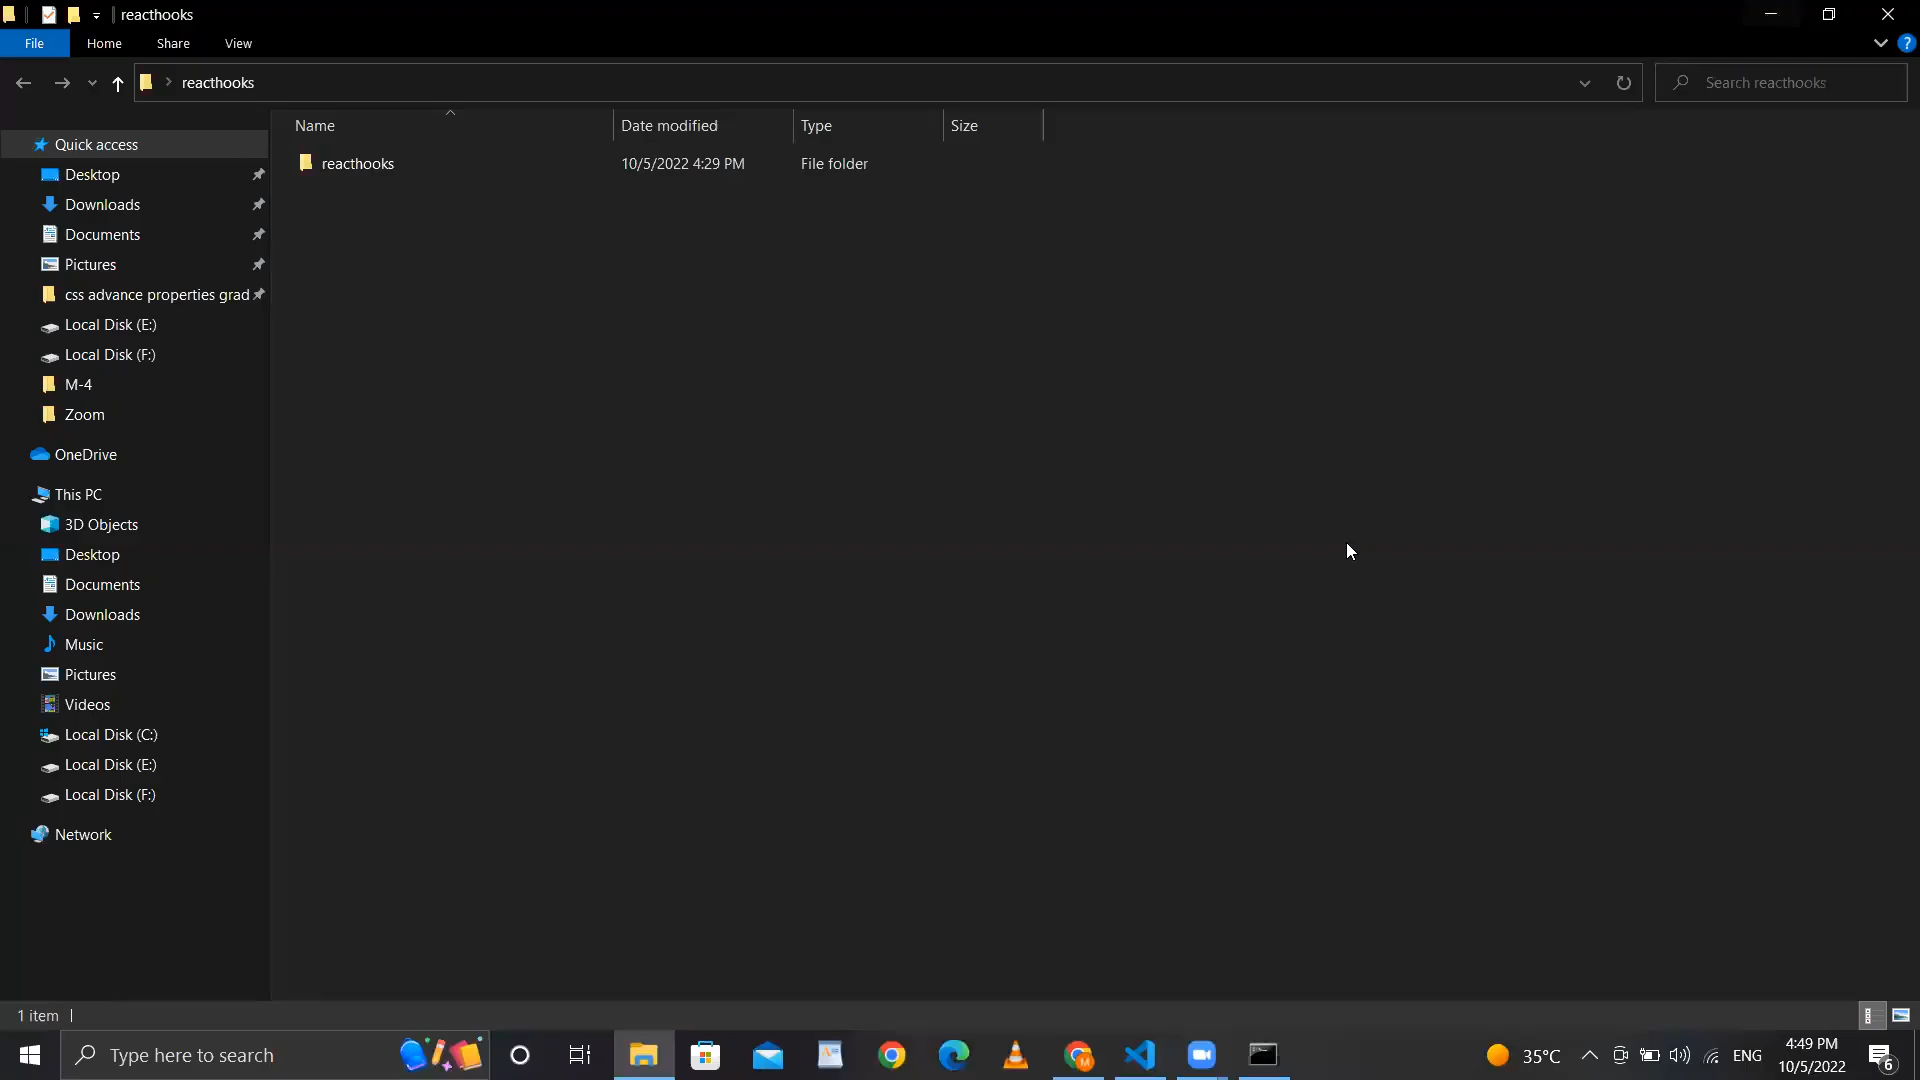 reacthooks
File Home Share View
reacthooks
Search reacthooks
Name Date modified Type Size
reacthooks 10/5/2022 4:29 PM File folder
Quick access
Desktop
Downloads
Documents
Pictures
css advance properties grad
Local Disk (E:)
Local Disk (F:)
M-4
Zoom
OneDrive
This PC
3D Objects
Desktop
Documents
Downloads
Music
Pictures
Videos
Local Disk (C:)
Local Disk (E:)
Local Disk (F:)
Network
1 item
Type here to search
35°C ENG
4:49 PM
10/5/2022
6